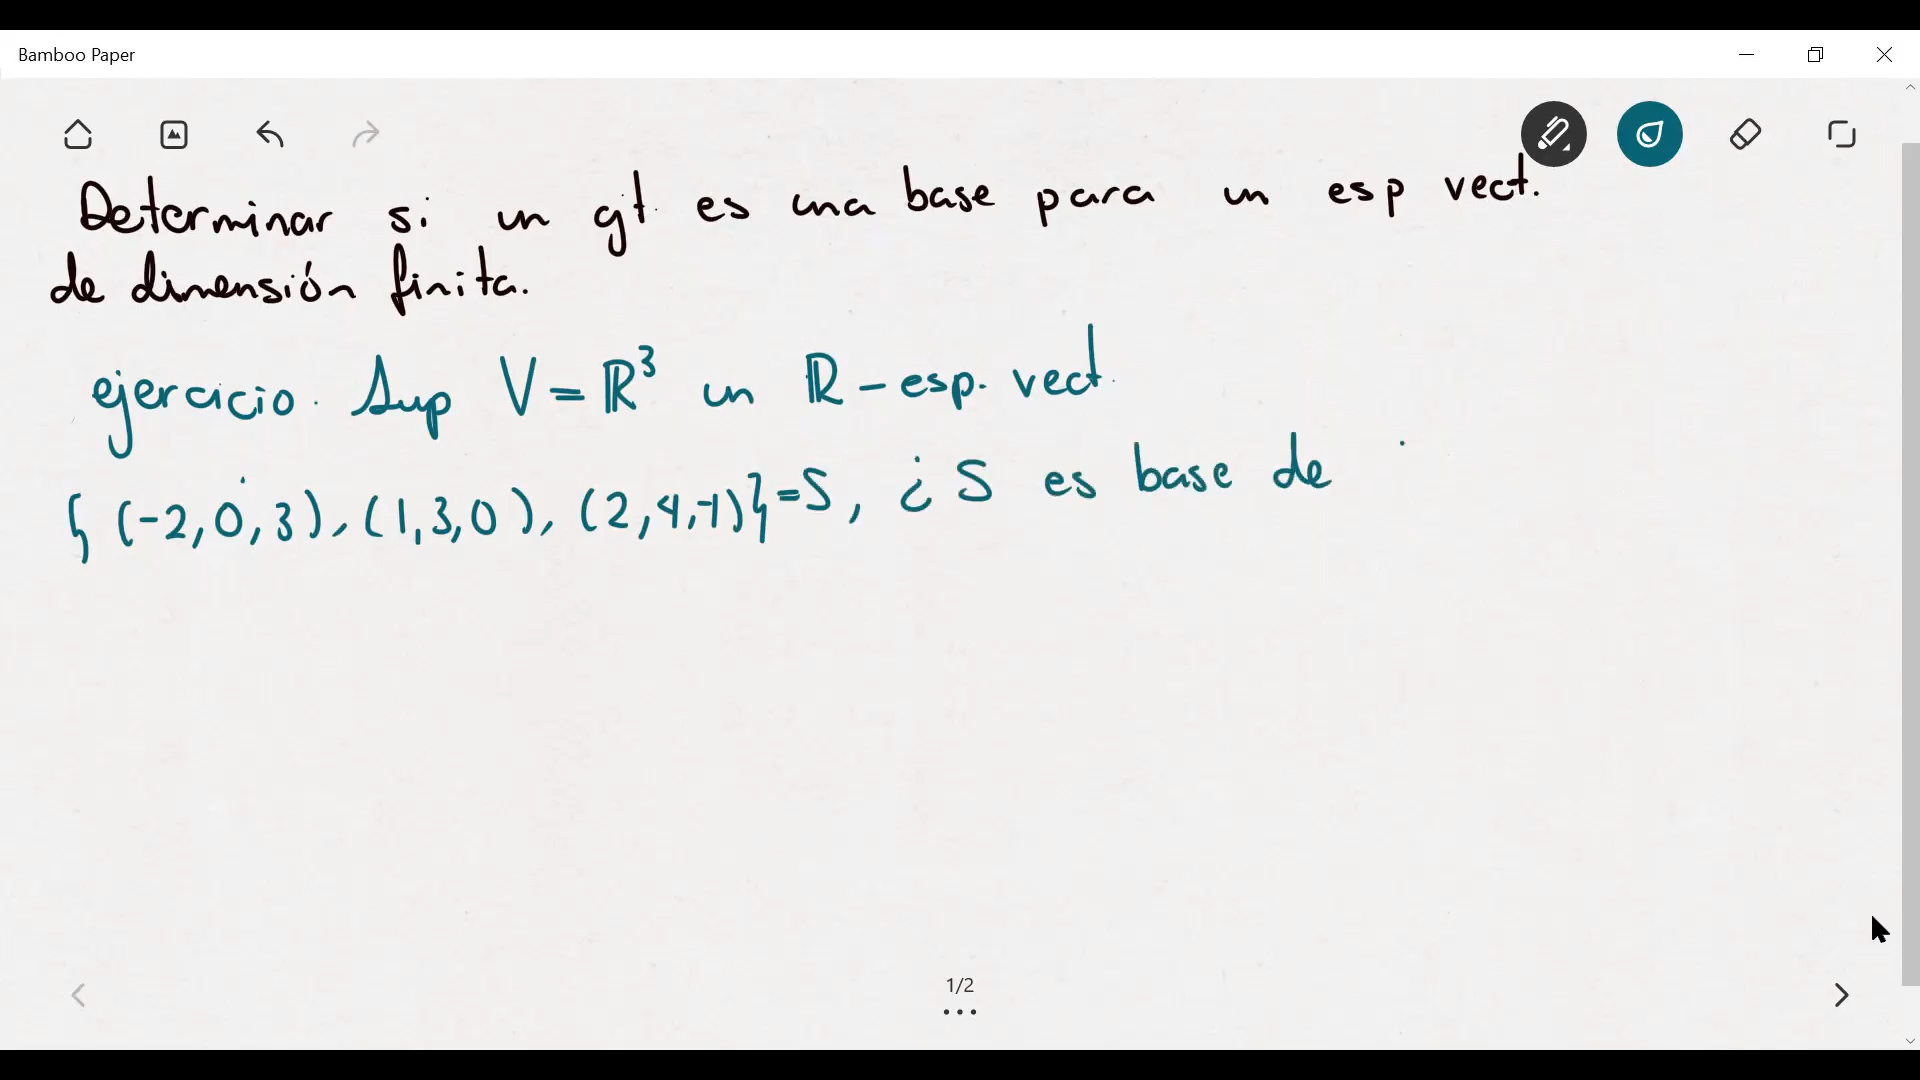 Bamboo Paper
Determinar si un gt. es una base para un esp vect.
de dimensión finita.
ejercicio. Sup V=ℝ³ un ℝ-esp. vect.
{(-2,0,3),(1,3,0),(2,4,-1)}=S, ¿S es base de
1/2